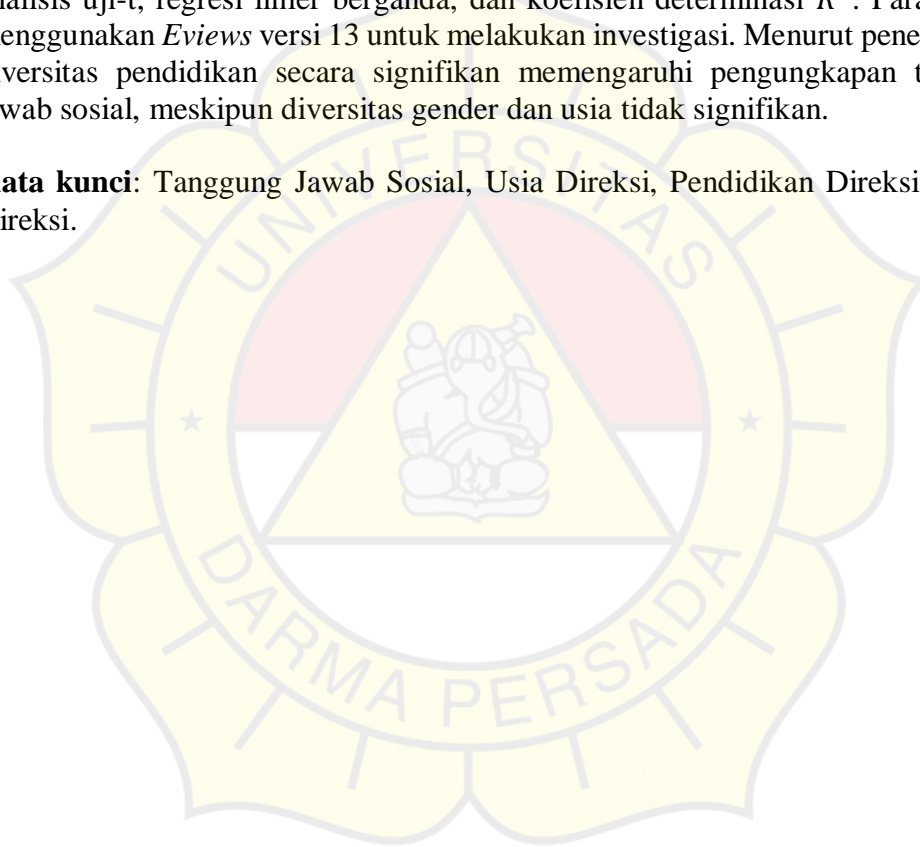 analisis uji-t, regresi linier berganda, dan koefisien determinasi
menggunakan Eviews versi 13 untuk melakukan investigasi. Menurut
diversitas pendidikan secara signifikan memengaruhi pengungkapan
jawab sosial, meskipun diversitas gender dan usia tidak signifikan.
kata kunci: Tanggung Jawab Sosial, Usia Direksi, Pendidikan Direksi
Direksi.
UNIVERSITAS
DARMA PERSADA